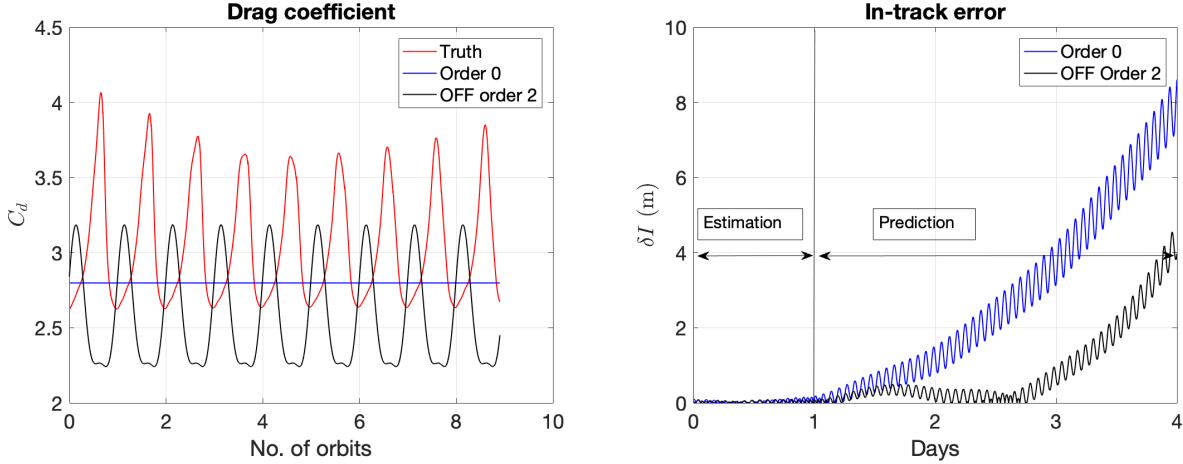 Drag coefficient
4.5
4
3.5
3
2.5
2
C_d
Truth
Order 0
OFF order 2
0
2
4
6
8
10
No. of orbits
In-track error
10
8
6
4
2
0
δI (m)
Order 0
OFF Order 2
Estimation
Prediction
0
1
2
3
4
Days